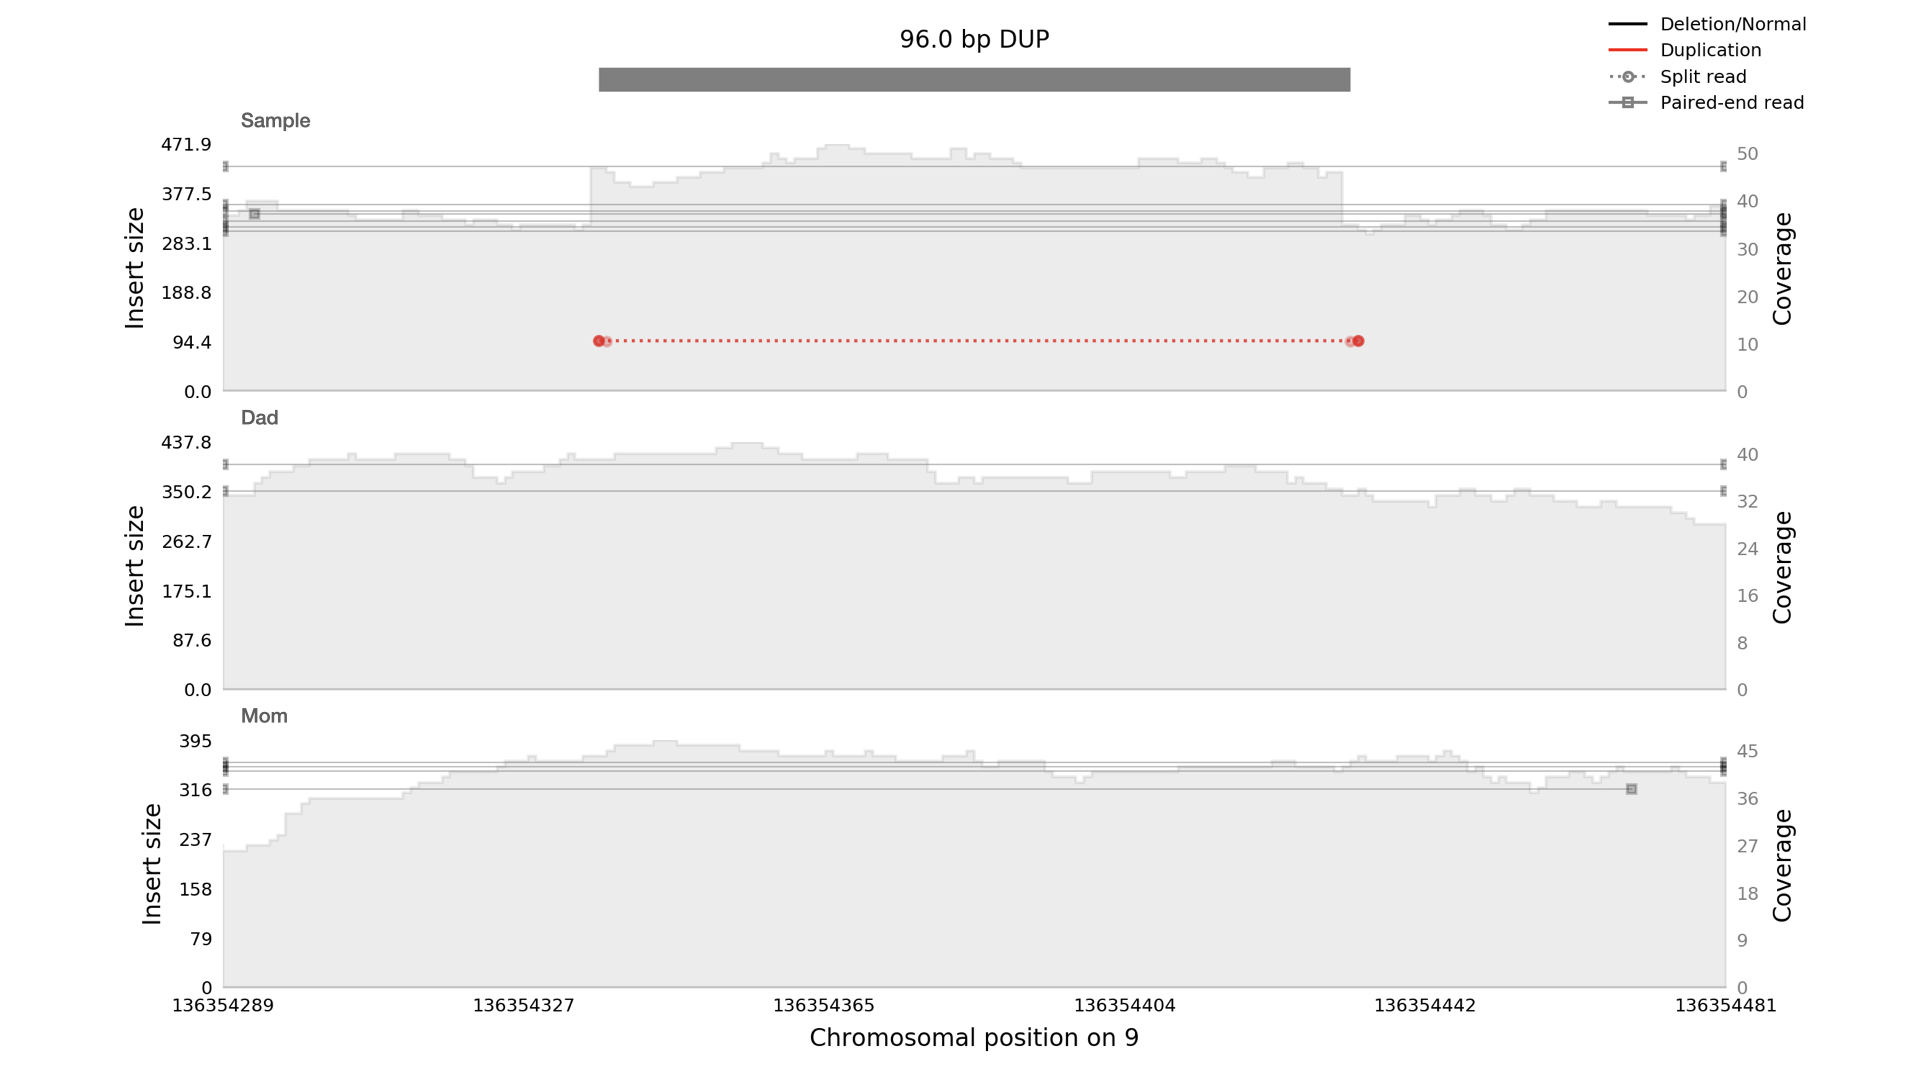 96.0 bp DUP
Deletion/Normal
Duplication
Split read
Paired-end read
Sample
471.9
377.5
283.1
188.8
94.4
0.0
Insert size
50
40
30
20
10
0
Coverage
Dad
437.8
350.2
262.7
175.1
87.6
0.0
Insert size
40
32
24
16
8
0
Coverage
Mom
395
316
237
158
79
0
Insert size
45
36
27
18
9
0
Coverage
136354289 136354327 136354365 136354404 136354442 136354481
Chromosomal position on 9